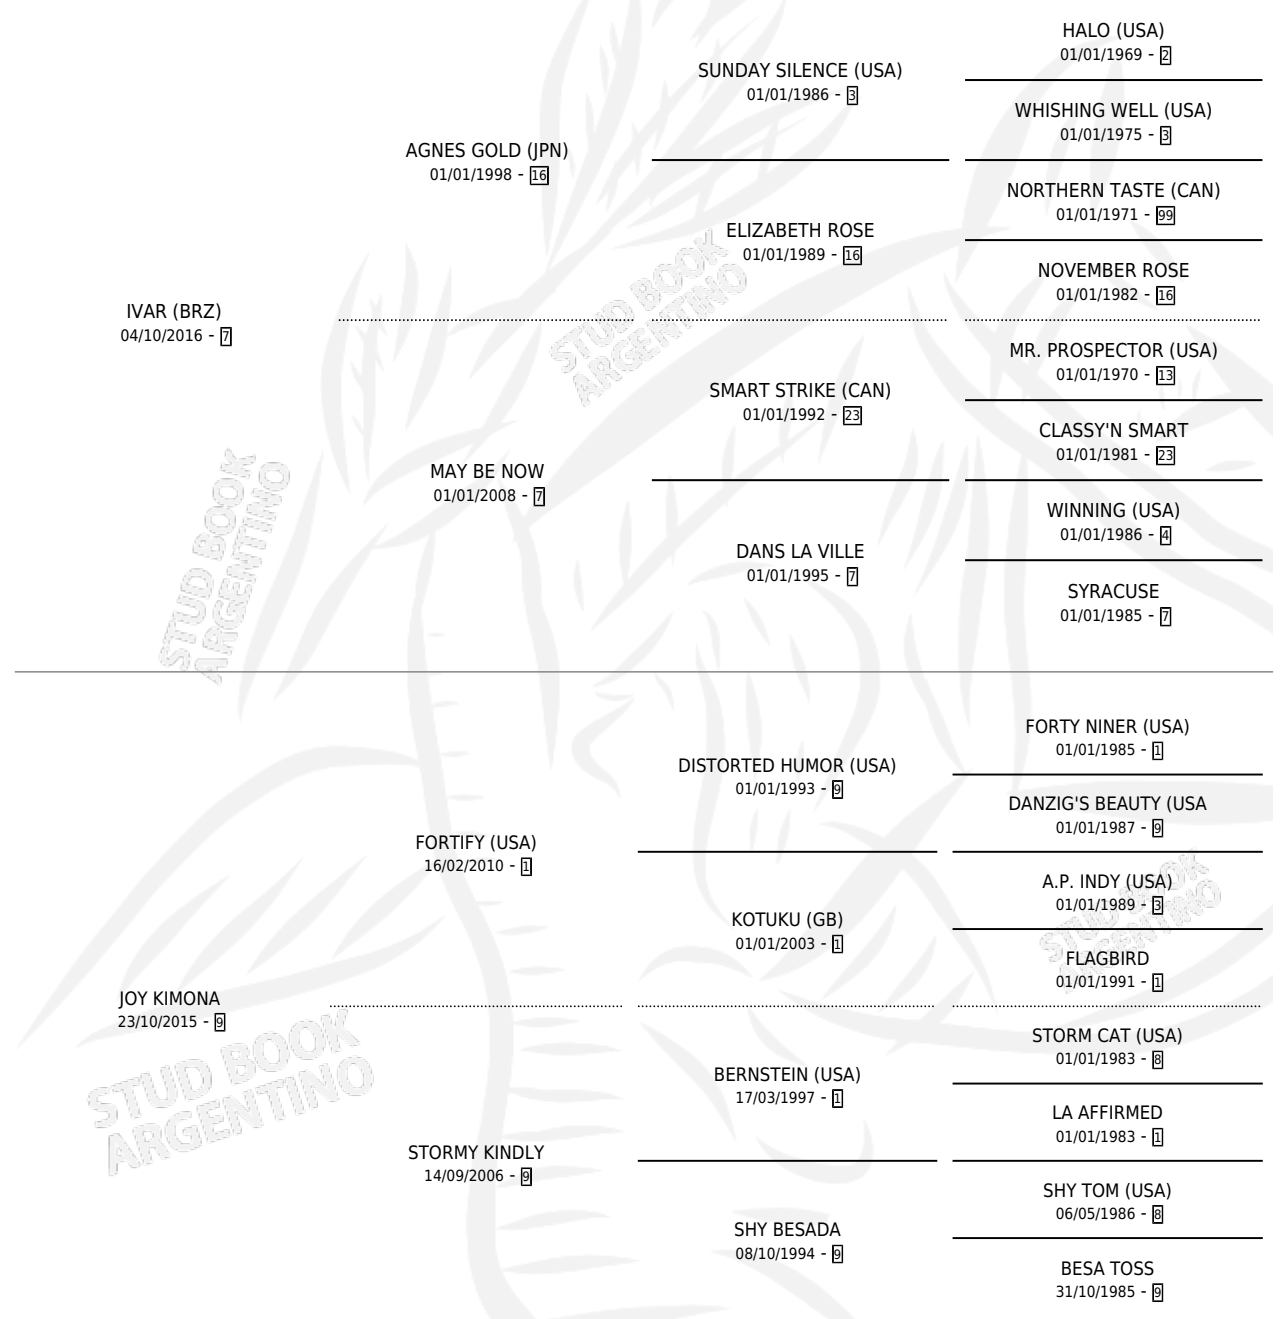 HALO (USA)
01/01/1969 - 2
SUNDAY SILENCE (USA)
01/01/1986 - 3
WHISHING WELL (USA)
01/01/1975 - 3
AGNES GOLD (JPN)
01/01/1998 - 16
NORTHERN TASTE (CAN)
01/01/1971 - 99
ELIZABETH ROSE
01/01/1989 - 16
NOVEMBER ROSE
01/01/1982 - 16
IVAR (BRZ)
04/10/2016 - 7
STUD BOOK
ARGENTINO
MR. PROSPECTOR (USA)
01/01/1970 - 13
SMART STRIKE (CAN)
01/01/1992 - 23
CLASSY'N SMART
01/01/1981 - 23
MAY BE NOW
01/01/2008 - 7
WINNING (USA)
01/01/1986 - 4
DANS LA VILLE
01/01/1995 - 7
SYRACUSE
01/01/1985 - 7
STUD BOOK
ARGENTINO
FORTY NINER (USA)
01/01/1985 - 1
DISTORTED HUMOR (USA)
01/01/1993 - 9
DANZIG'S BEAUTY (USA
01/01/1987 - 9
FORTIFY (USA)
16/02/2010 - 1
A.P. INDY (USA)
01/01/1989 - 3
KOTUKU (GB)
01/01/2003 - 1
STUD BOOK
ARGENTINO
FLAGBIRD
01/01/1991 - 1
JOY KIMONA
23/10/2015 - 9
STUD BOOK
ARGENTINO
STORM CAT (USA)
01/01/1983 - 8
BERNSTEIN (USA)
17/03/1997 - 1
LA AFFIRMED
01/01/1983 - 1
STORMY KINDLY
14/09/2006 - 9
SHY TOM (USA)
06/05/1986 - 8
SHY BESADA
08/10/1994 - 9
BESA TOSS
31/10/1985 - 9